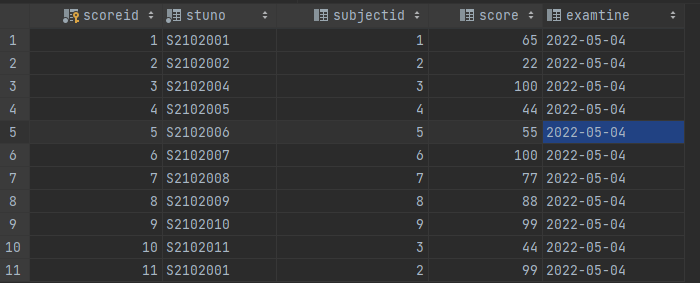 scoreid stuno subjectid score examtine
1 1 S2102001 1 65 2022-05-04
2 2 S2102002 2 22 2022-05-04
3 3 S2102004 3 100 2022-05-04
4 4 S2102005 4 44 2022-05-04
5 5 S2102006 5 55 2022-05-04
6 6 S2102007 6 100 2022-05-04
7 7 S2102008 7 77 2022-05-04
8 8 S2102009 8 88 2022-05-04
9 9 S2102010 9 99 2022-05-04
10 10 S2102011 3 44 2022-05-04
11 11 S2102001 2 99 2022-05-04